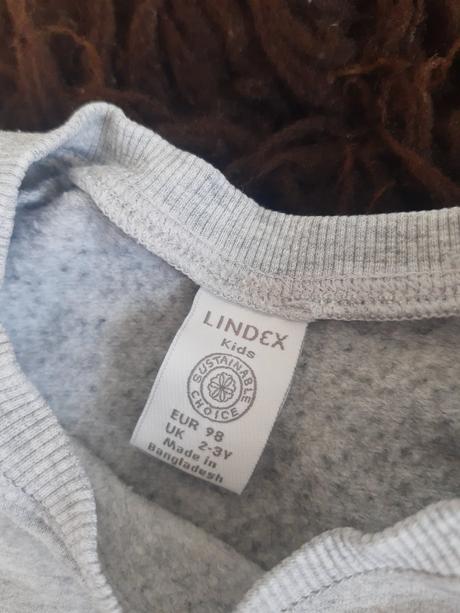 LINDEX
Kids
SUSTAINABLE
CHOICE
EUR 98
UK 2-3Y
Made in
Bangladesh